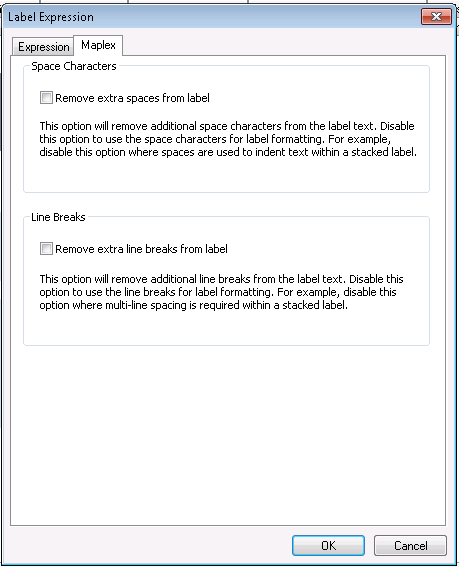 Label Expression
Expression
Maplex
Space Characters
Remove extra spaces from label
This option will remove additional space characters from the label text. Disable
this option to use the space characters for label formatting. For example,
disable this option where spaces are used to indent text within a stacked label.
Line Breaks
Remove extra line breaks from label
This option will remove additional line breaks from the label text. Disable this
option to use the line breaks for label formatting. For example, disable this
option where multi-line spacing is required within a stacked label.
OK
Cancel